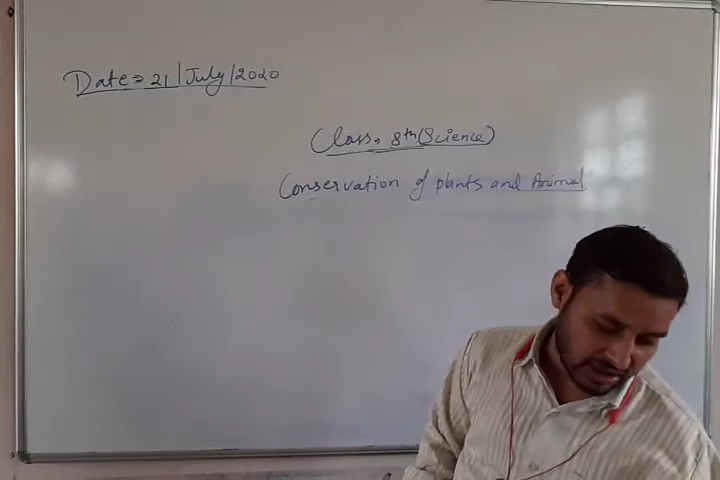 Date= 21/July/2020
Class. 8th (Science)
Conservation of plants and Animal